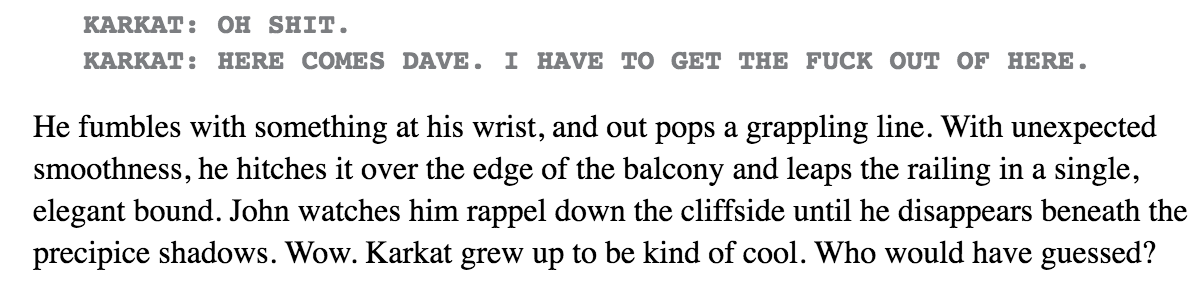 KARKAT: OH SHIT.
KARKAT: HERE COMES DAVE. I HAVE TO GET THE FUCK OUT OF HERE.
He fumbles with something at his wrist, and out pops a grappling line. With unexpected
smoothness, he hitches it over the edge of the balcony and leaps the railing in a single,
elegant bound. John watches him rappel down the cliffside until he disappears beneath the
precipice shadows. Wow. Karkat grew up to be kind of cool. Who would have guessed?